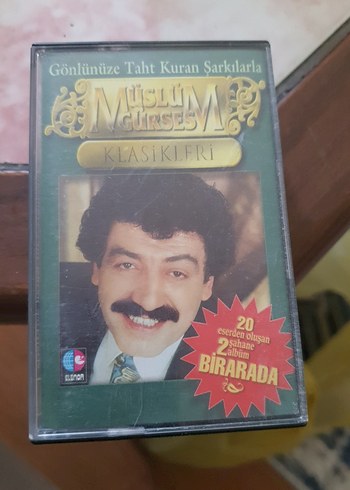 Gönlünüze Taht Kuran Şarkılarla
MÜSLÜM
GÜRSES
KLASİKLERİ
20
eserden oluşan
2 şahane
albüm
BİRARADA